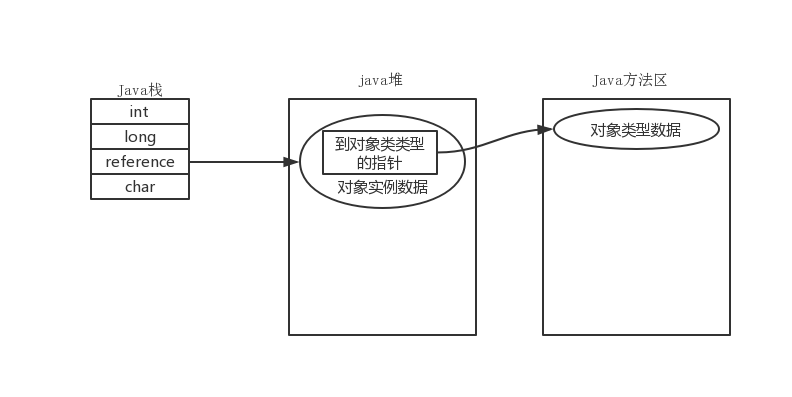 Java栈
int
long
reference
char
java堆
到对象类类型
的指针
对象实例数据
Java方法区
对象类型数据